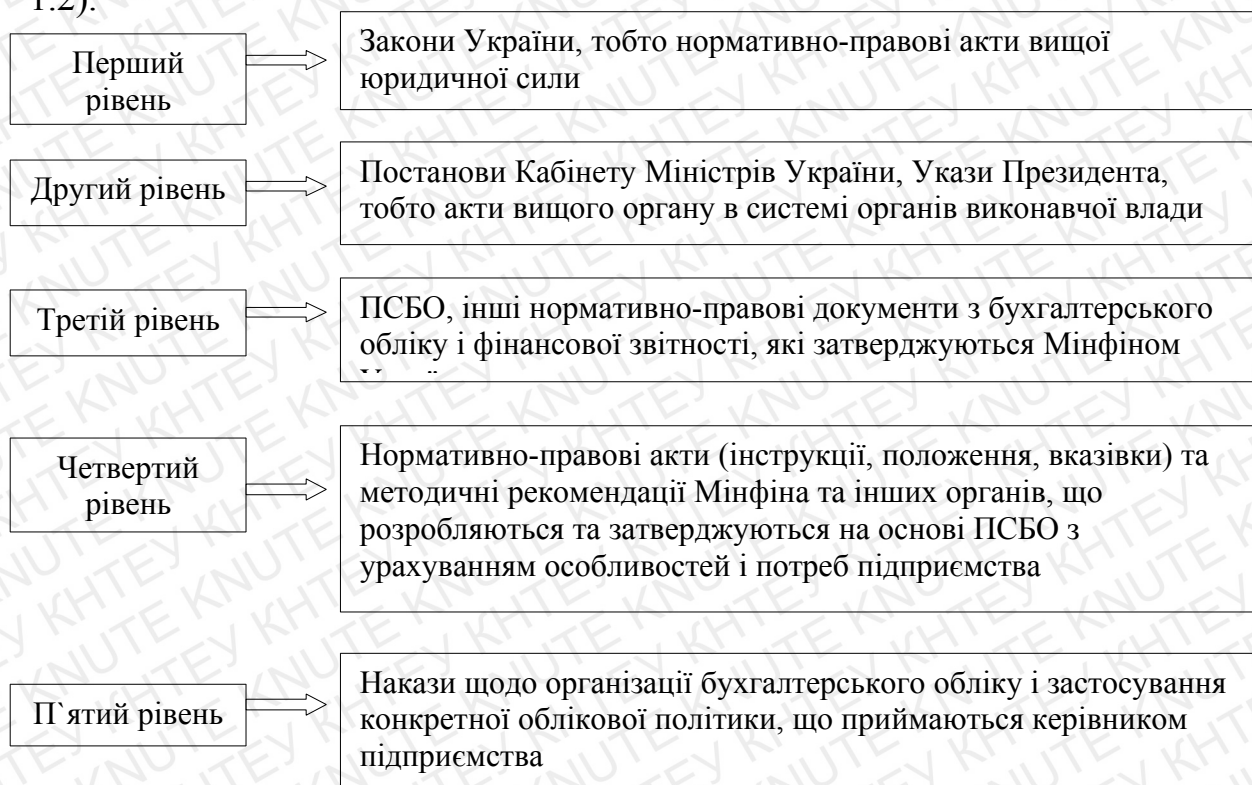 1.2).
Перший
рівень
Закони України, тобто нормативно-правові акти вищої
юридичної сили
Другий рівень
Постанови Кабінету Міністрів України, Укази Президента,
тобто акти вищого органу в системі органів виконавчої влади
Третій рівень
ПСБО, інші нормативно-правові документи з бухгалтерського
обліку і фінансової звітності, які затверджуються Мінфіном
Четвертий
рівень
Нормативно-правові акти (інструкції, положення, вказівки) та
методичні рекомендації Мінфіна та інших органів, що
розробляються та затверджуються на основі ПСБО з
урахуванням особливостей і потреб підприємства
П`ятий рівень
Накази щодо організації бухгалтерського обліку і застосування
конкретної облікової політики, що приймаються керівником
підприємства